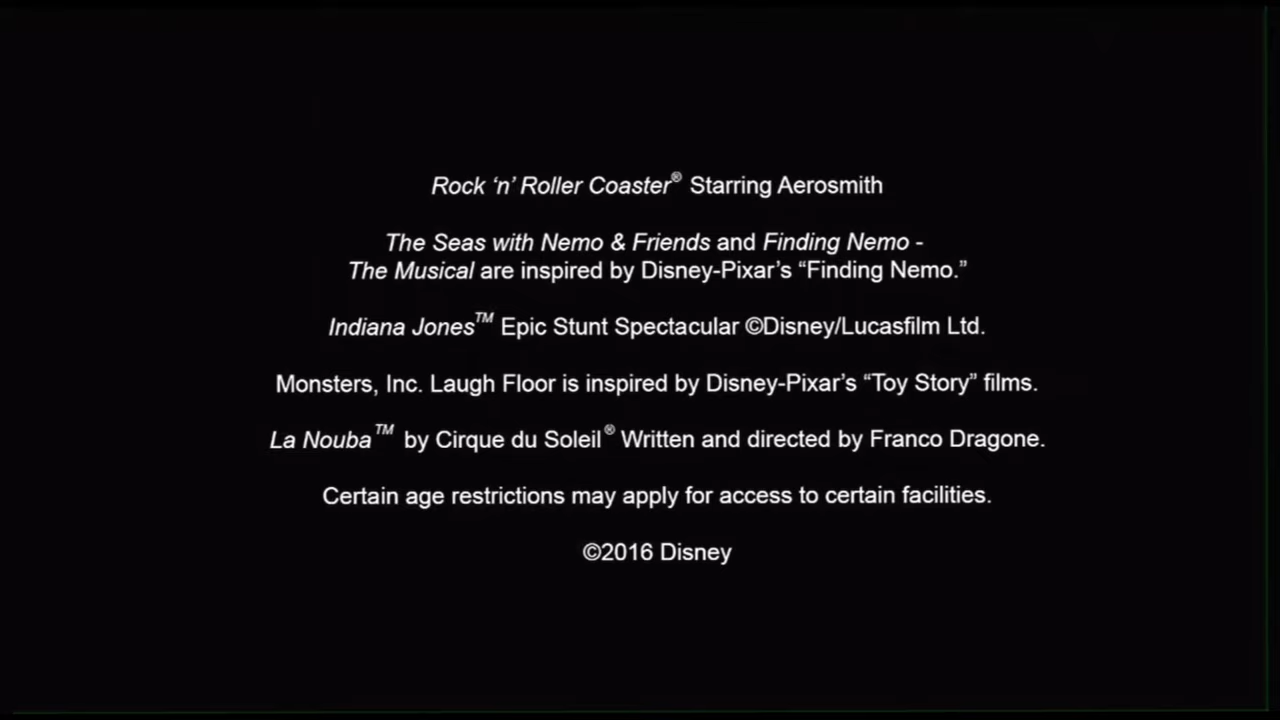 Rock ‘n’ Roller Coaster® Starring Aerosmith
The Seas with Nemo & Friends and Finding Nemo -
The Musical are inspired by Disney-Pixar’s “Finding Nemo.”
Indiana Jones™ Epic Stunt Spectacular ©Disney/Lucasfilm Ltd.
Monsters, Inc. Laugh Floor is inspired by Disney-Pixar’s “Toy Story” films.
La Nouba™ by Cirque du Soleil® Written and directed by Franco Dragone.
Certain age restrictions may apply for access to certain facilities.
©2016 Disney